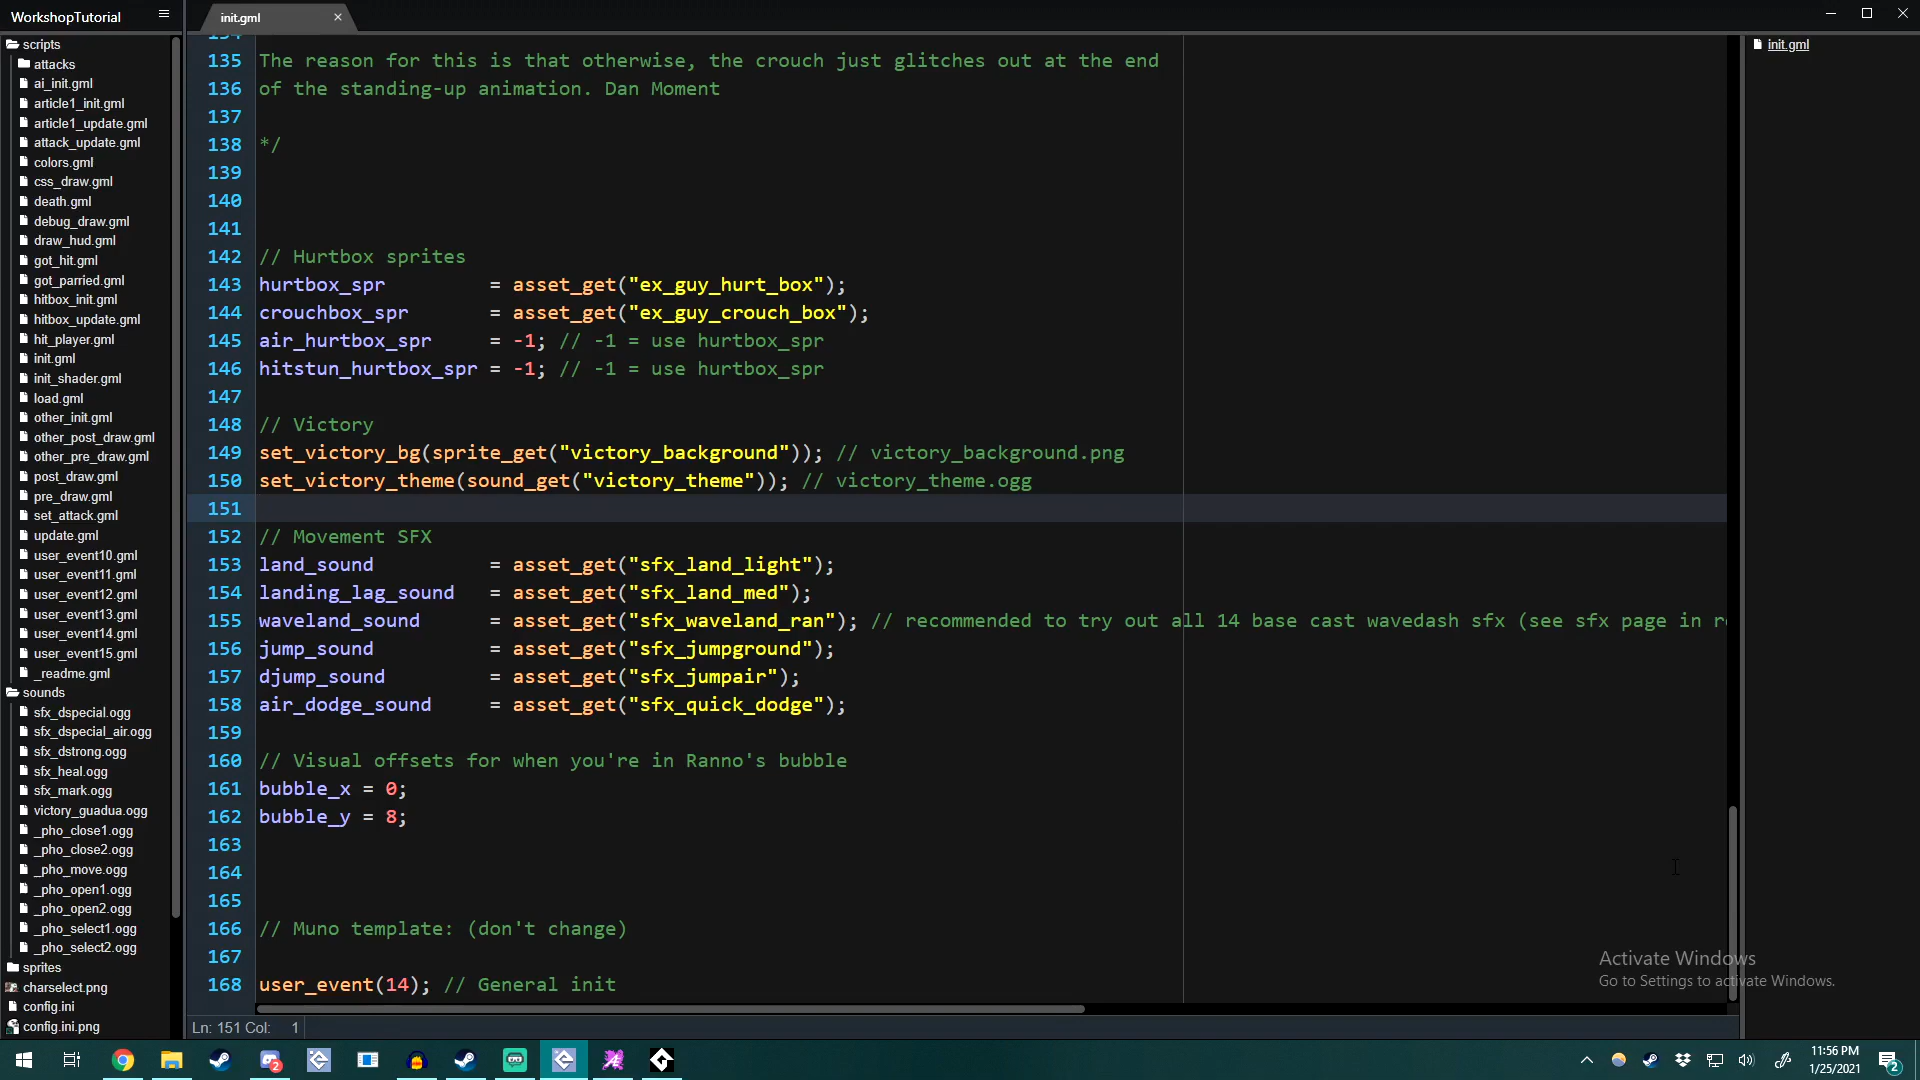 WorkshopTutorial
init.gml
scripts
attacks
ai_init.gml
article1_init.gml
article1_update.gml
attack_update.gml
colors.gml
css_draw.gml
death.gml
debug_draw.gml
draw_hud.gml
got_hit.gml
got_parried.gml
hitbox_init.gml
hitbox_update.gml
hit_player.gml
init.gml
init_shader.gml
load.gml
other_init.gml
other_post_draw.gml
other_pre_draw.gml
post_draw.gml
pre_draw.gml
set_attack.gml
update.gml
user_event10.gml
user_event11.gml
user_event12.gml
user_event13.gml
user_event14.gml
user_event15.gml
_readme.gml
sounds
sfx_dspecial.ogg
sfx_dspecial_air.ogg
sfx_dstrong.ogg
sfx_heal.ogg
sfx_mark.ogg
victory_guadua.ogg
_pho_close1.ogg
_pho_close2.ogg
_pho_move.ogg
_pho_open1.ogg
_pho_open2.ogg
_pho_select1.ogg
_pho_select2.ogg
sprites
charselect.png
config.ini
config.ini.png
134
135 The reason for this is that otherwise, the crouch just glitches out at the end
136 of the standing-up animation. Dan Moment
137
138 */
139
140
141
142 // Hurtbox sprites
143 hurtbox_spr = asset_get("ex_guy_hurt_box");
144 crouchbox_spr = asset_get("ex_guy_crouch_box");
145 air_hurtbox_spr = -1; // -1 = use hurtbox_spr
146 hitstun_hurtbox_spr = -1; // -1 = use hurtbox_spr
147
148 // Victory
149 set_victory_bg(sprite_get("victory_background")); // victory_background.png
150 set_victory_theme(sound_get("victory_theme")); // victory_theme.ogg
151
152 // Movement SFX
153 land_sound = asset_get("sfx_land_light");
154 landing_lag_sound = asset_get("sfx_land_med");
155 waveland_sound = asset_get("sfx_waveland_ran"); // recommended to try out all 14 base cast wavedash sfx (see sfx page in r
156 jump_sound = asset_get("sfx_jumpground");
157 djump_sound = asset_get("sfx_jumpair");
158 air_dodge_sound = asset_get("sfx_quick_dodge");
159
160 // Visual offsets for when you're in Ranno's bubble
161 bubble_x = 0;
162 bubble_y = 8;
163
164
165
166 // Muno template: (don't change)
167
168 user_event(14); // General init
Ln: 151 Col: 1
init.gml
Activate Windows
Go to Settings to activate Windows.
2
11:56 PM
1/25/2021
2